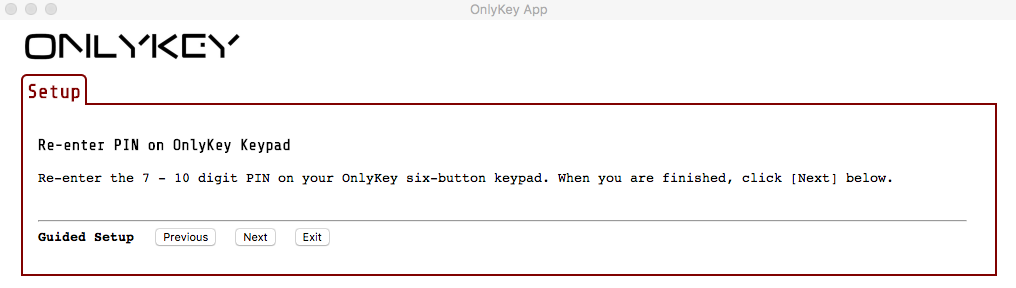 OnlyKey App
ONLYKEY
Setup
Re-enter PIN on OnlyKey Keypad
Re-enter the 7 - 10 digit PIN on your OnlyKey six-button keypad. When you are finished, click [Next] below.
Guided Setup Previous Next Exit